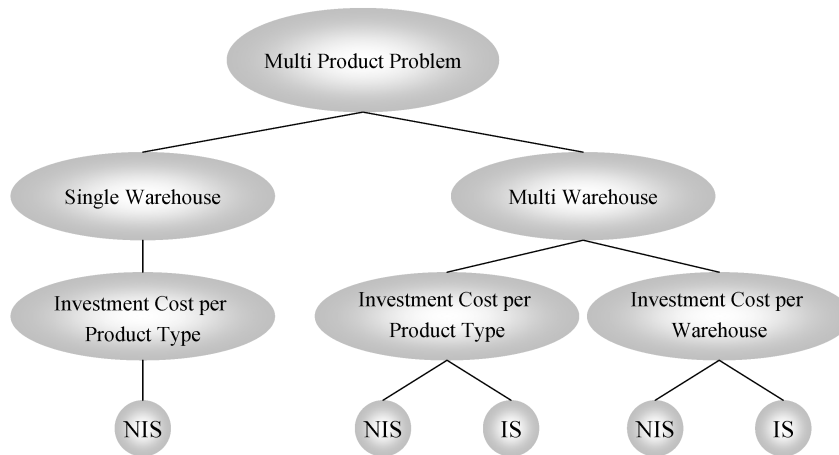 Multi Product Problem
Single Warehouse
Multi Warehouse
Investment Cost per
Product Type
Investment Cost per
Product Type
Investment Cost per
Warehouse
NIS
NIS
IS
NIS
IS